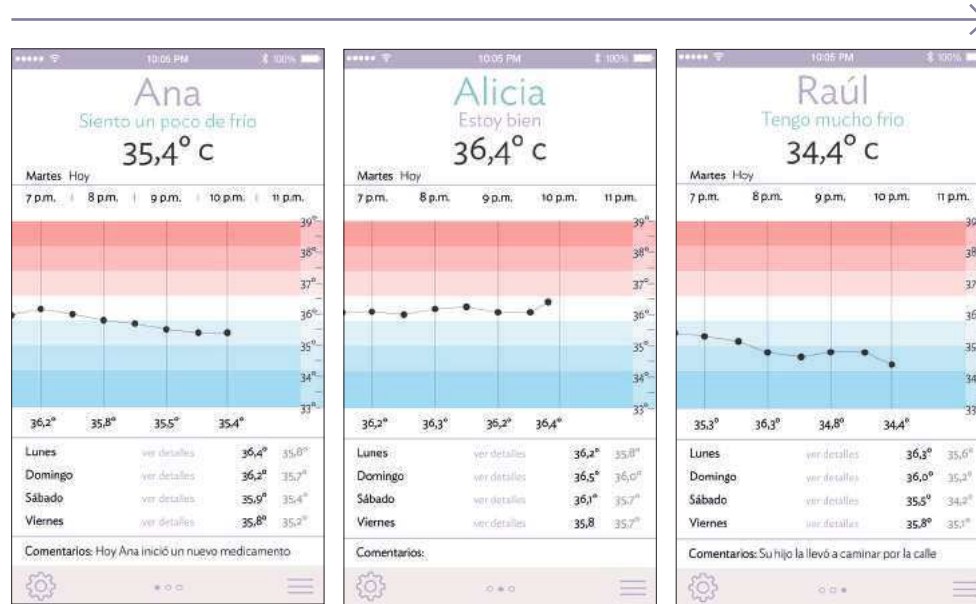 10:05 PM 100%
Ana
Siento un poco de frío
35,4° C
Martes Hoy
7 p.m. 8 p.m. 9 p.m. 10 p.m. 11 p.m.
39°
38°
37°
36°
35°
34°
33°
36,2° 35,8° 35,5° 35,4°
Lunes ver detalles 36,4° 35,8°
Domingo ver detalles 36,2° 35,7°
Sábado ver detalles 35,9° 35,4°
Viernes ver detalles 35,8° 35,2°
Comentarios: Hoy Ana inició un nuevo medicamento
10:05 PM 100%
Alicia
Estoy bien
36,4° C
Martes Hoy
7 p.m. 8 p.m. 9 p.m. 10 p.m. 11 p.m.
39°
38°
37°
36°
35°
34°
33°
36,2° 36,3° 36,2° 36,4°
Lunes ver detalles 36,2° 35,8°
Domingo ver detalles 36,5° 36,0°
Sábado ver detalles 36,1° 35,7°
Viernes ver detalles 35,8 35,7°
Comentarios:
10:05 PM 100%
Raúl
Tengo mucho frio
34,4° C
Martes Hoy
7 p.m. 8 p.m. 9 p.m. 10 p.m. 11 p.m.
39
38
37
36
35
34
33
35,3° 36,3° 34,8° 34,4°
Lunes ver detalles 36,3° 35,6°
Domingo ver detalles 36,0° 35,2°
Sábado ver detalles 35,5° 34,2°
Viernes ver detalles 35,8° 35,1°
Comentarios: Su hijo la llevó a caminar por la calle